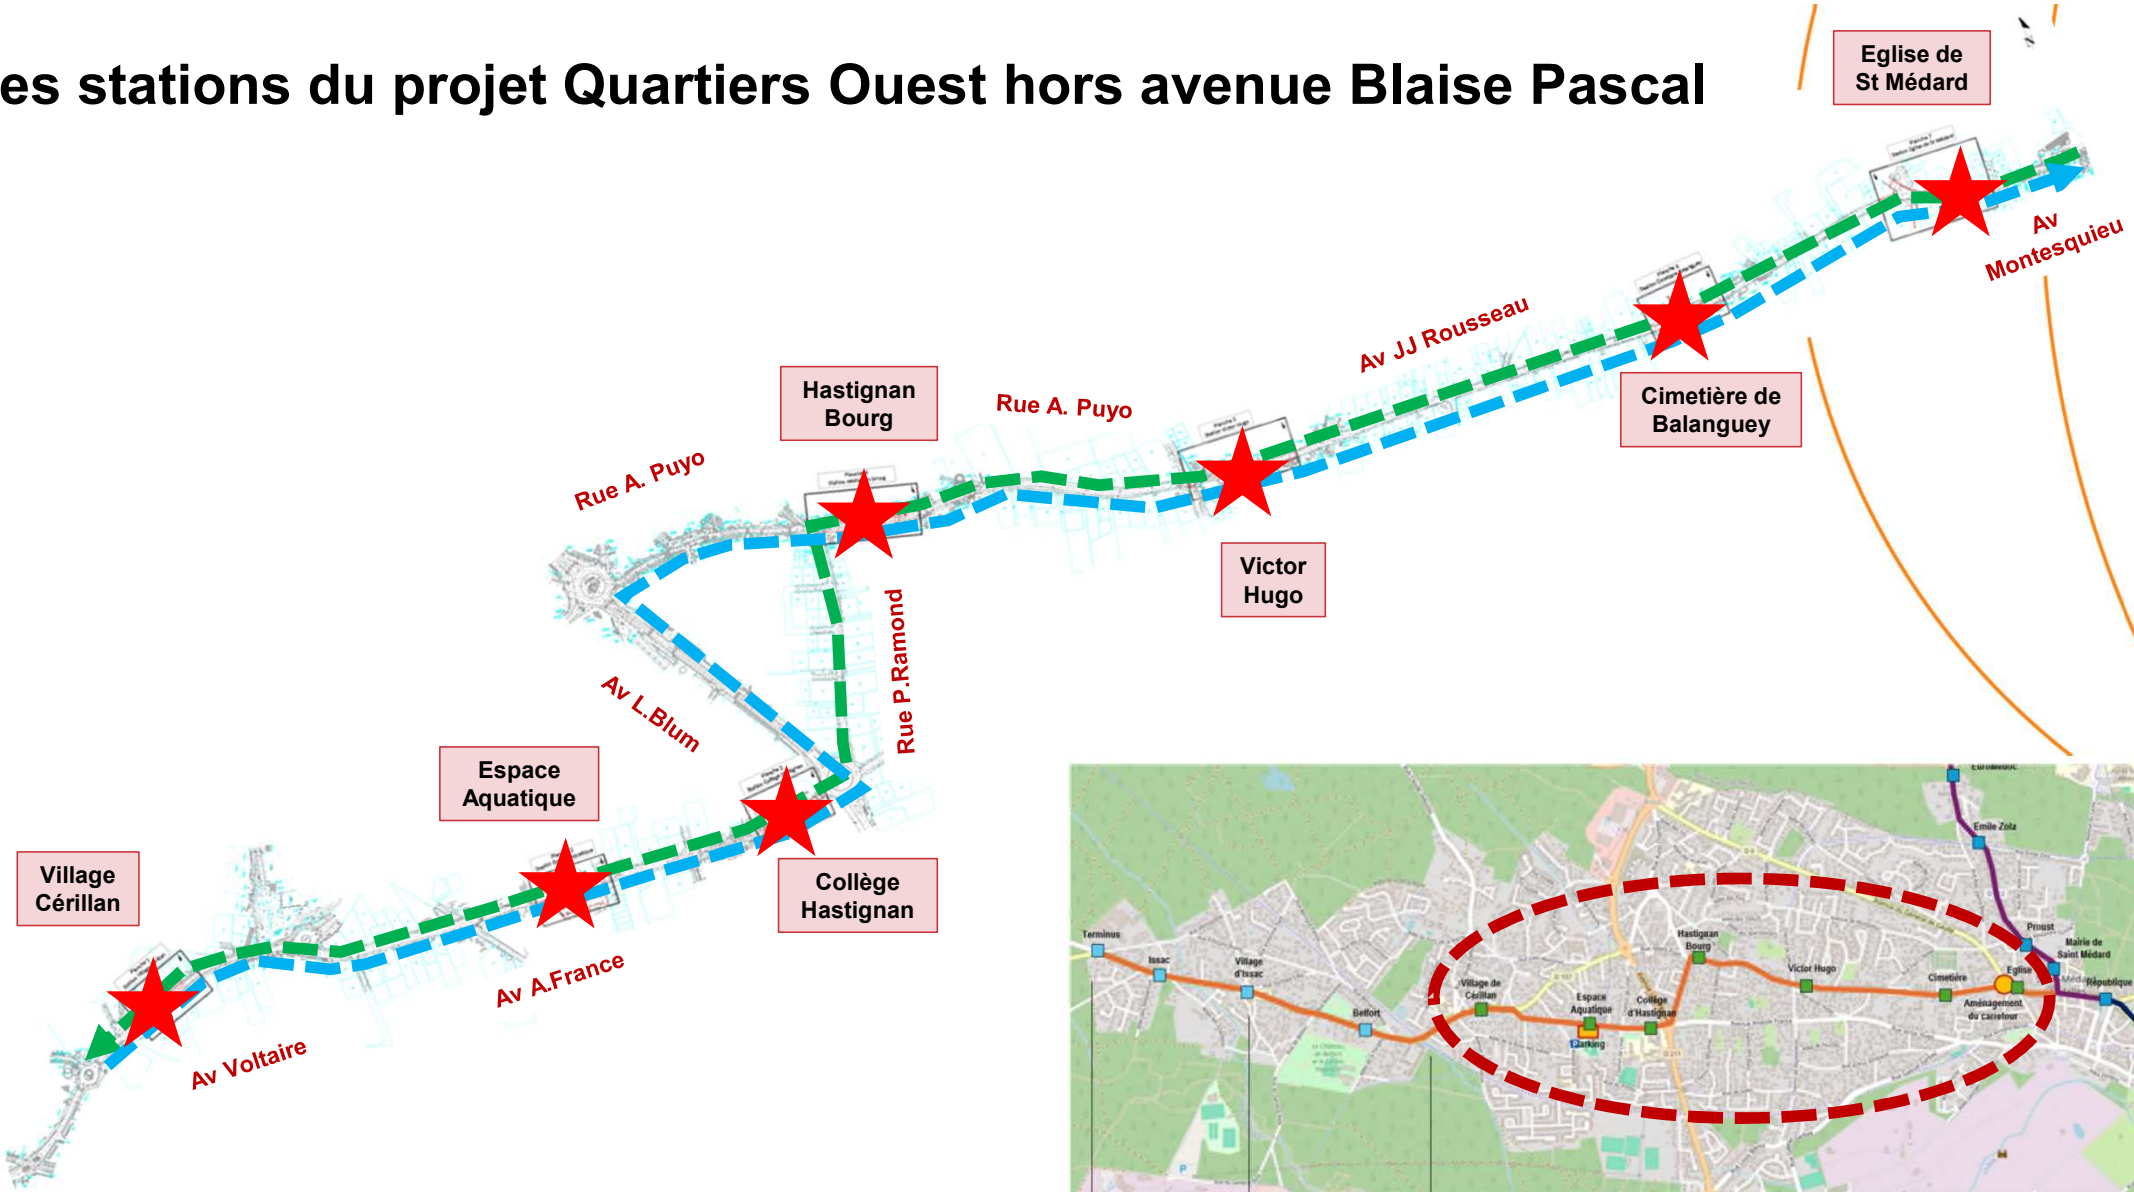 es stations du projet Quartiers Ouest hors avenue Blaise Pascal
Eglise de
St Médard
Av
Montesquieu
Av JJ Rousseau
Cimetière de
Balanguey
Hastignan
Bourg
Rue A. Puyo
Rue A. Puyo
Victor
Hugo
Rue P.Ramond
Av L.Blum
Espace
Aquatique
Collège
Hastignan
Village
Cérillan
Av A.France
Av Voltaire
Emile Zola
Proust
Mairie de
Saint Médard
République
Eglise
Aménagement
du carrefour
Cimetière
Victor Hugo
Hastignan
Bourg
Collège
d'Hastignan
Espace
Aquatique
Parking
Village de
Cérillan
Belfort
Village
d'Issac
Issac
Terminus
P